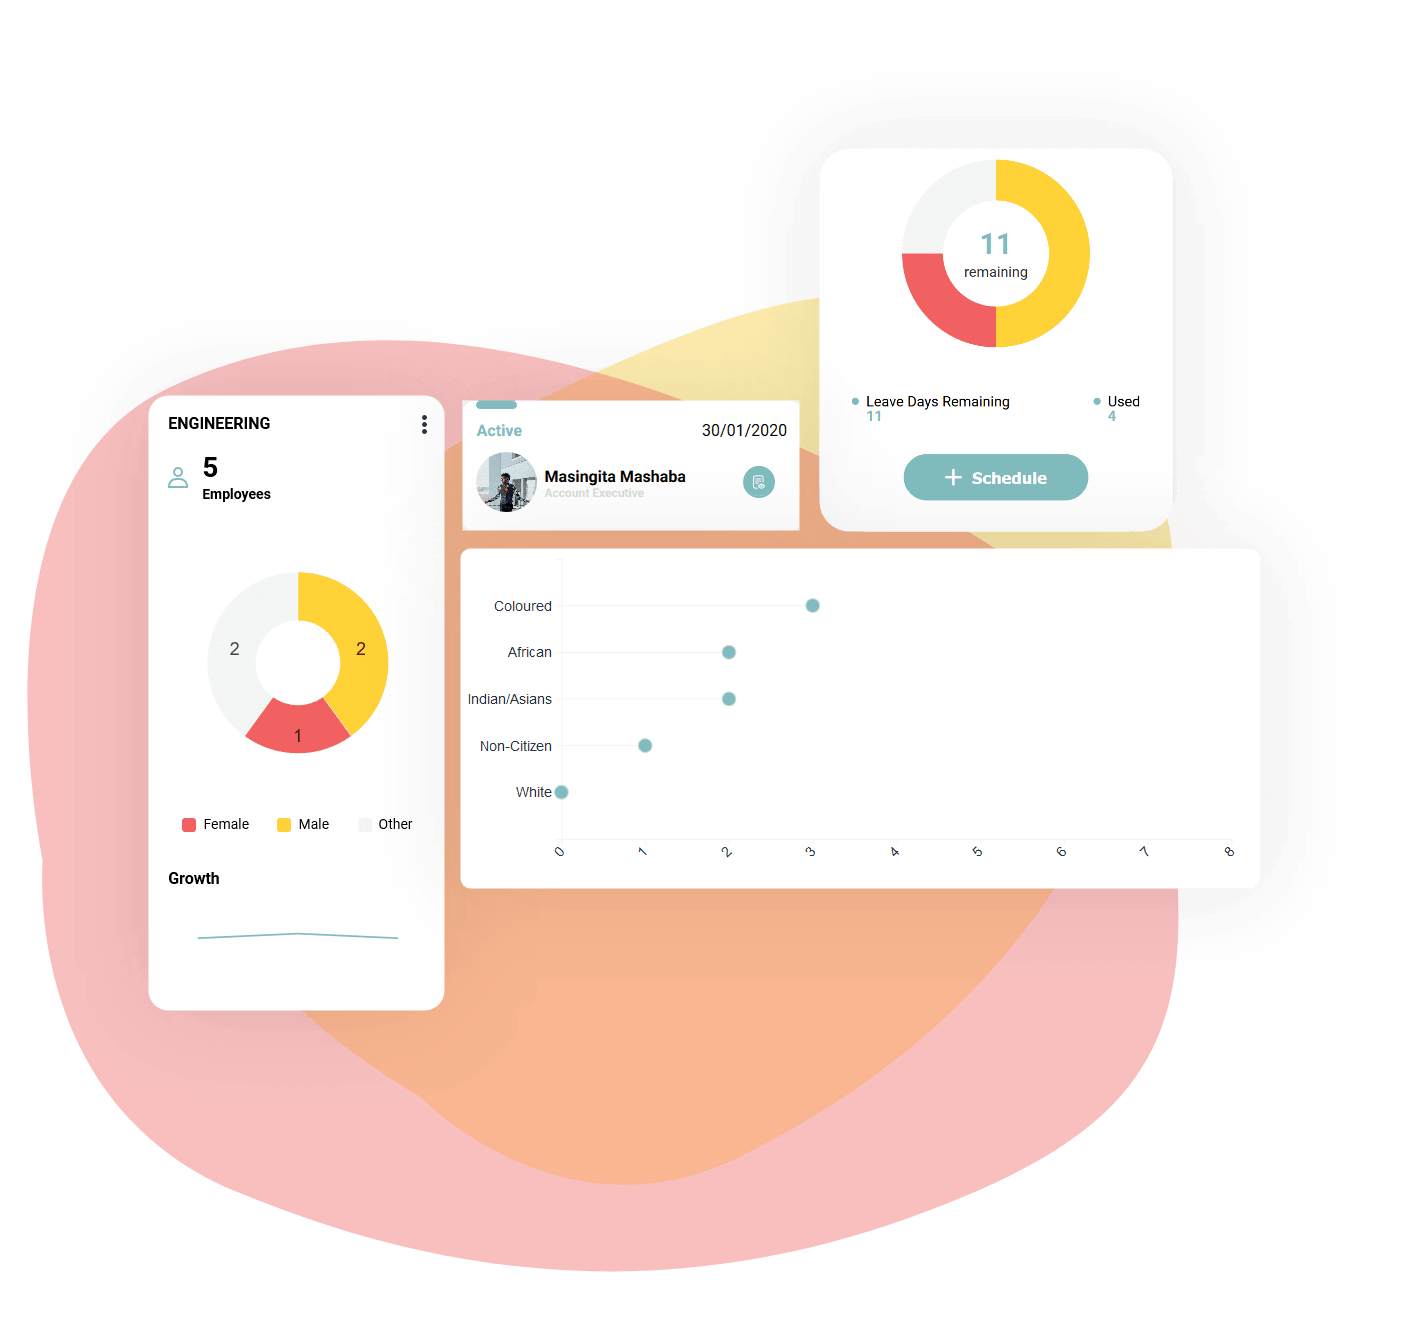 11
remaining
Leave Days Remaining
11
Used
4
Schedule
ENGINEERING
5
Employees
2
2
1
Female
Male
Other
Growth
Active
30/01/2020
Masingita Mashaba
Account Executive
Coloured
African
Indian/Asians
Non-Citizen
White
0 1 2 3 4 5 6 7 8